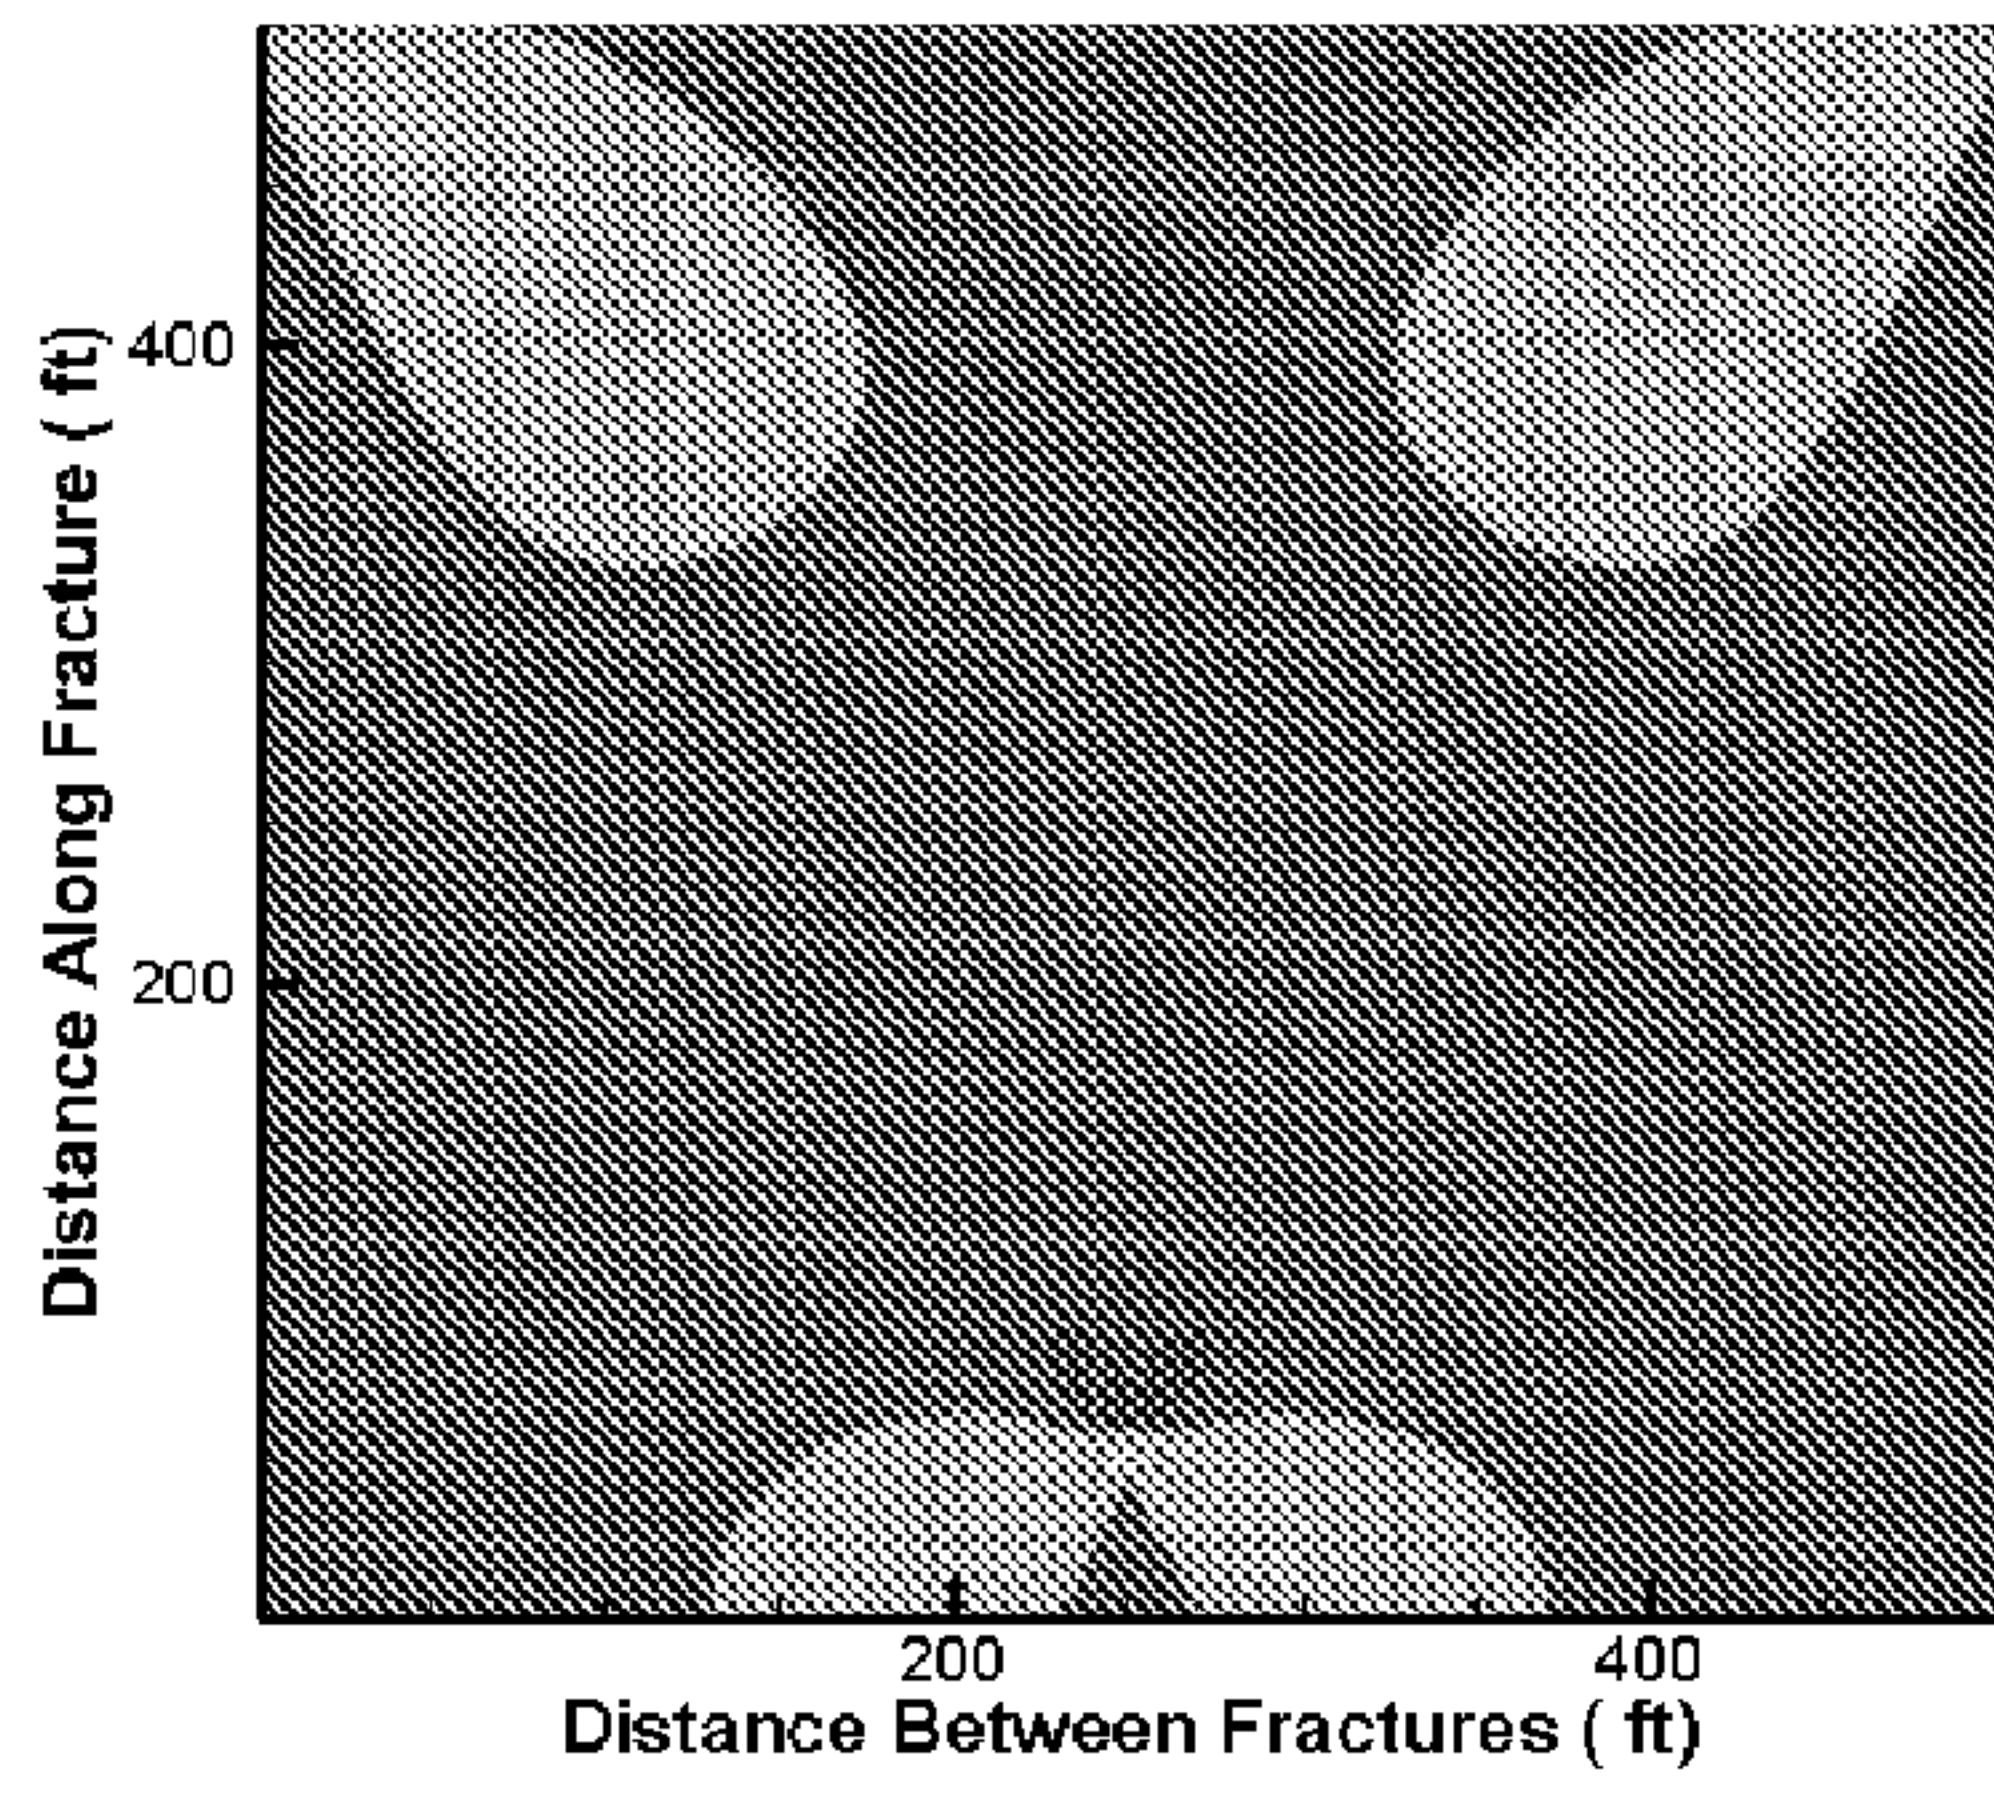 Distance Along Fracture ( ft)
400
200
200 400
Distance Between Fractures ( ft)